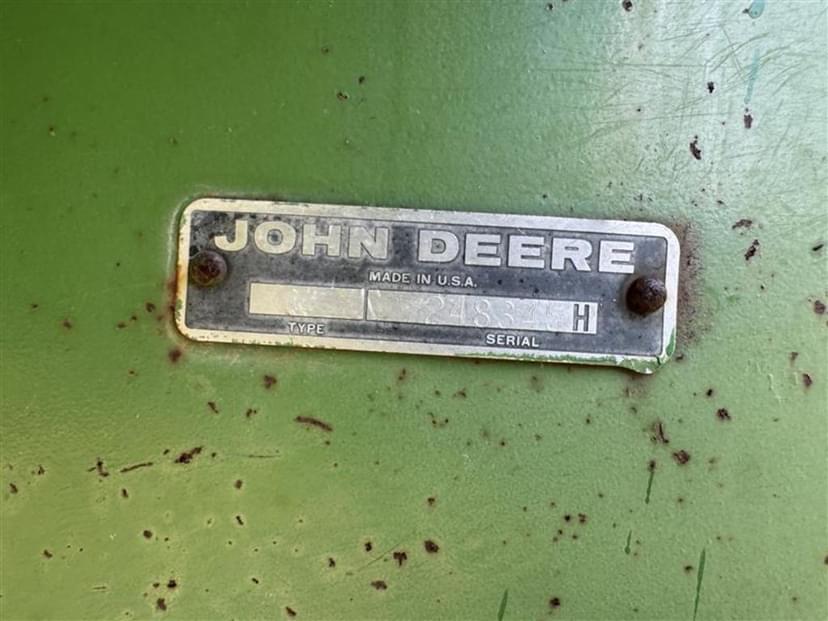 JOHN DEERE
MADE IN U.S.A.
H
TYPE SERIAL